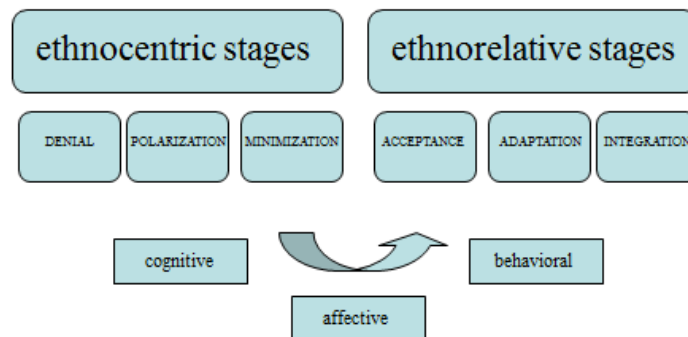 ethnocentric stages
ethnorelative stages
DENIAL
POLARIZATION
MINIMIZATION
ACCEPTANCE
ADAPTATION
INTEGRATION
cognitive
behavioral
affective